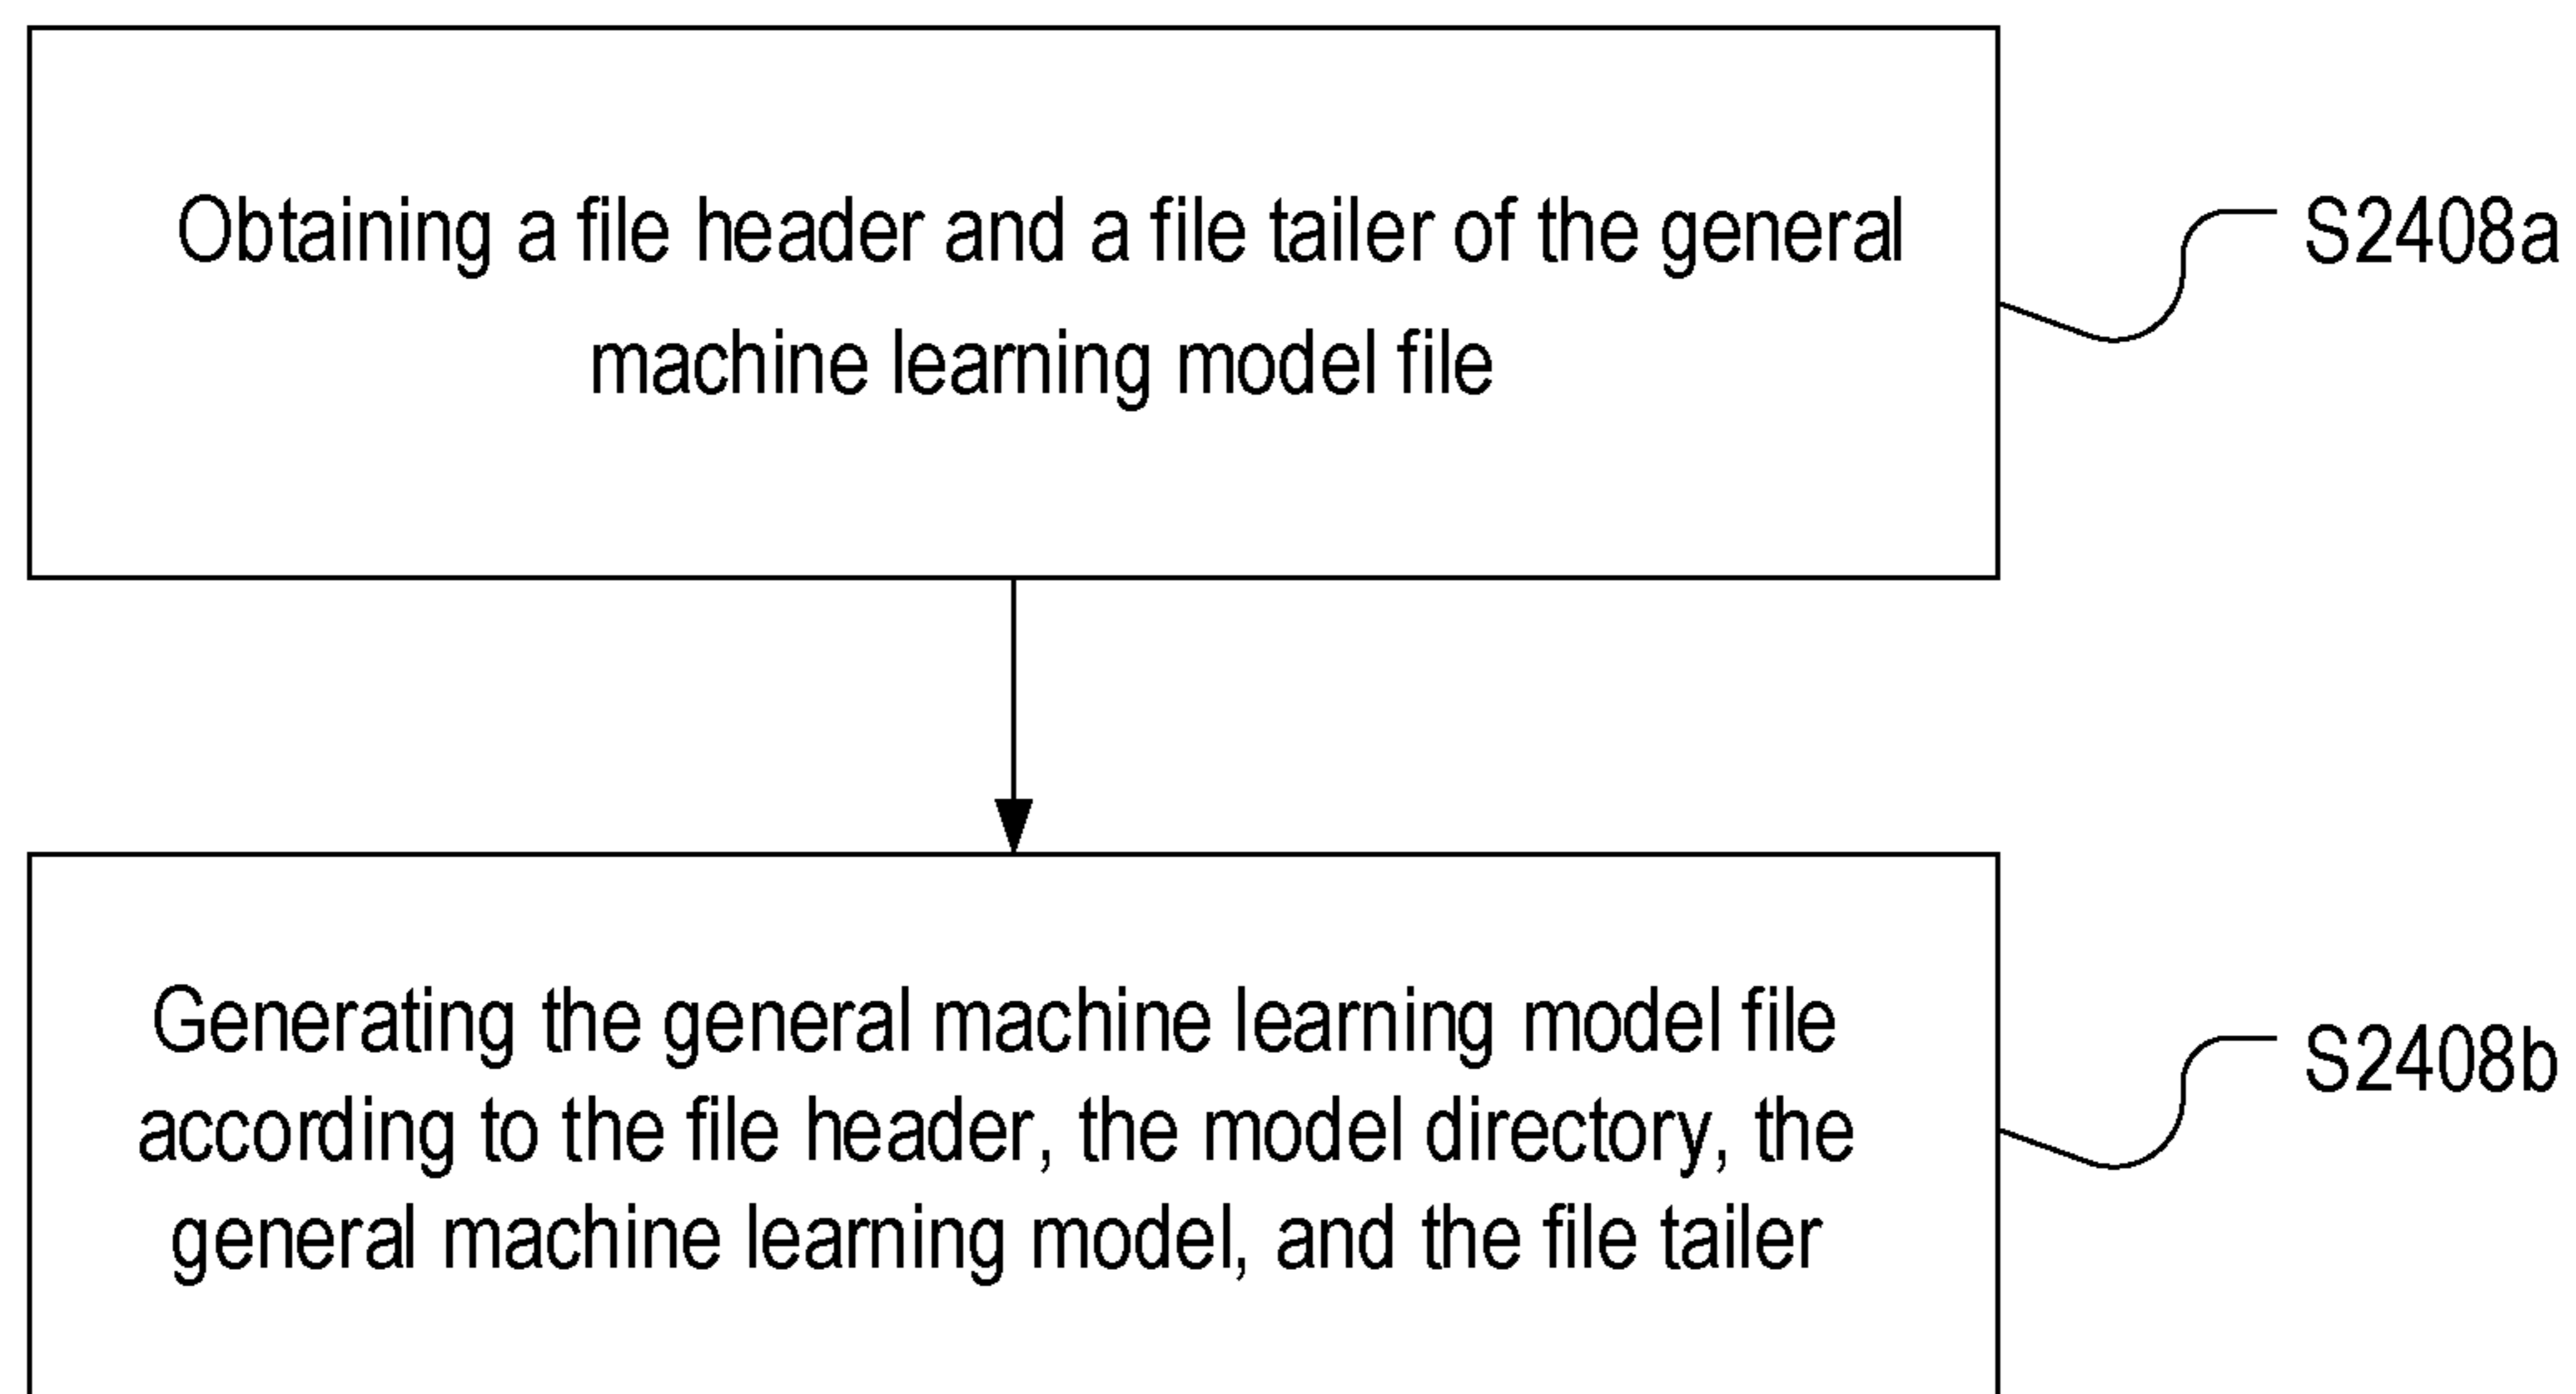 Obtaining a file header and a file tailer of the general
machine learning model file
S2408a
Generating the general machine learning model file
according to the file header, the model directory, the
general machine learning model, and the file tailer
S2408b